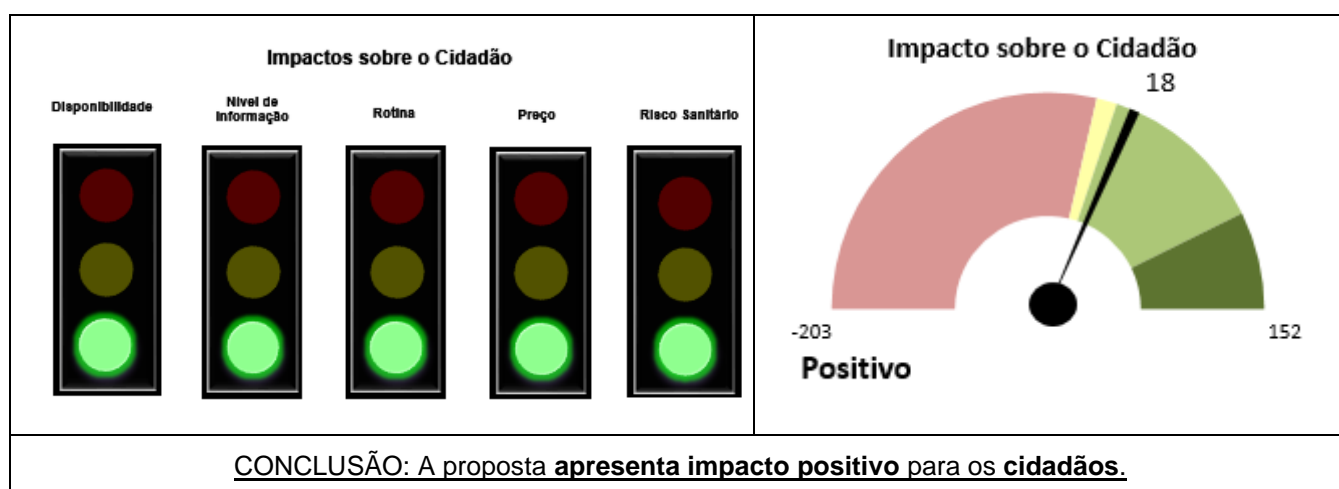 Impactos sobre o Cidadão
Disponibilidade
Nivel de
Informação
Rotina
Preço
Risco Sanitário
Impacto sobre o Cidadão
18
-203
152
Positivo
CONCLUSÃO: A proposta apresenta impacto positivo para os cidadãos.